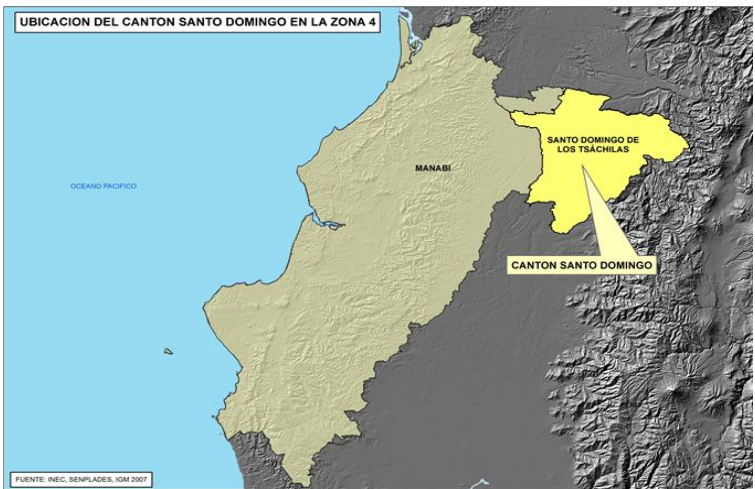 UBICACION DEL CANTON SANTO DOMINGO EN LA ZONA 4
SANTO DOMINGO DE
LOS TSÁCHILAS
MANABI
OCEANO PACIFICO
CANTON SANTO DOMINGO
FUENTE: INEC, SENPLADES, IGM 2007